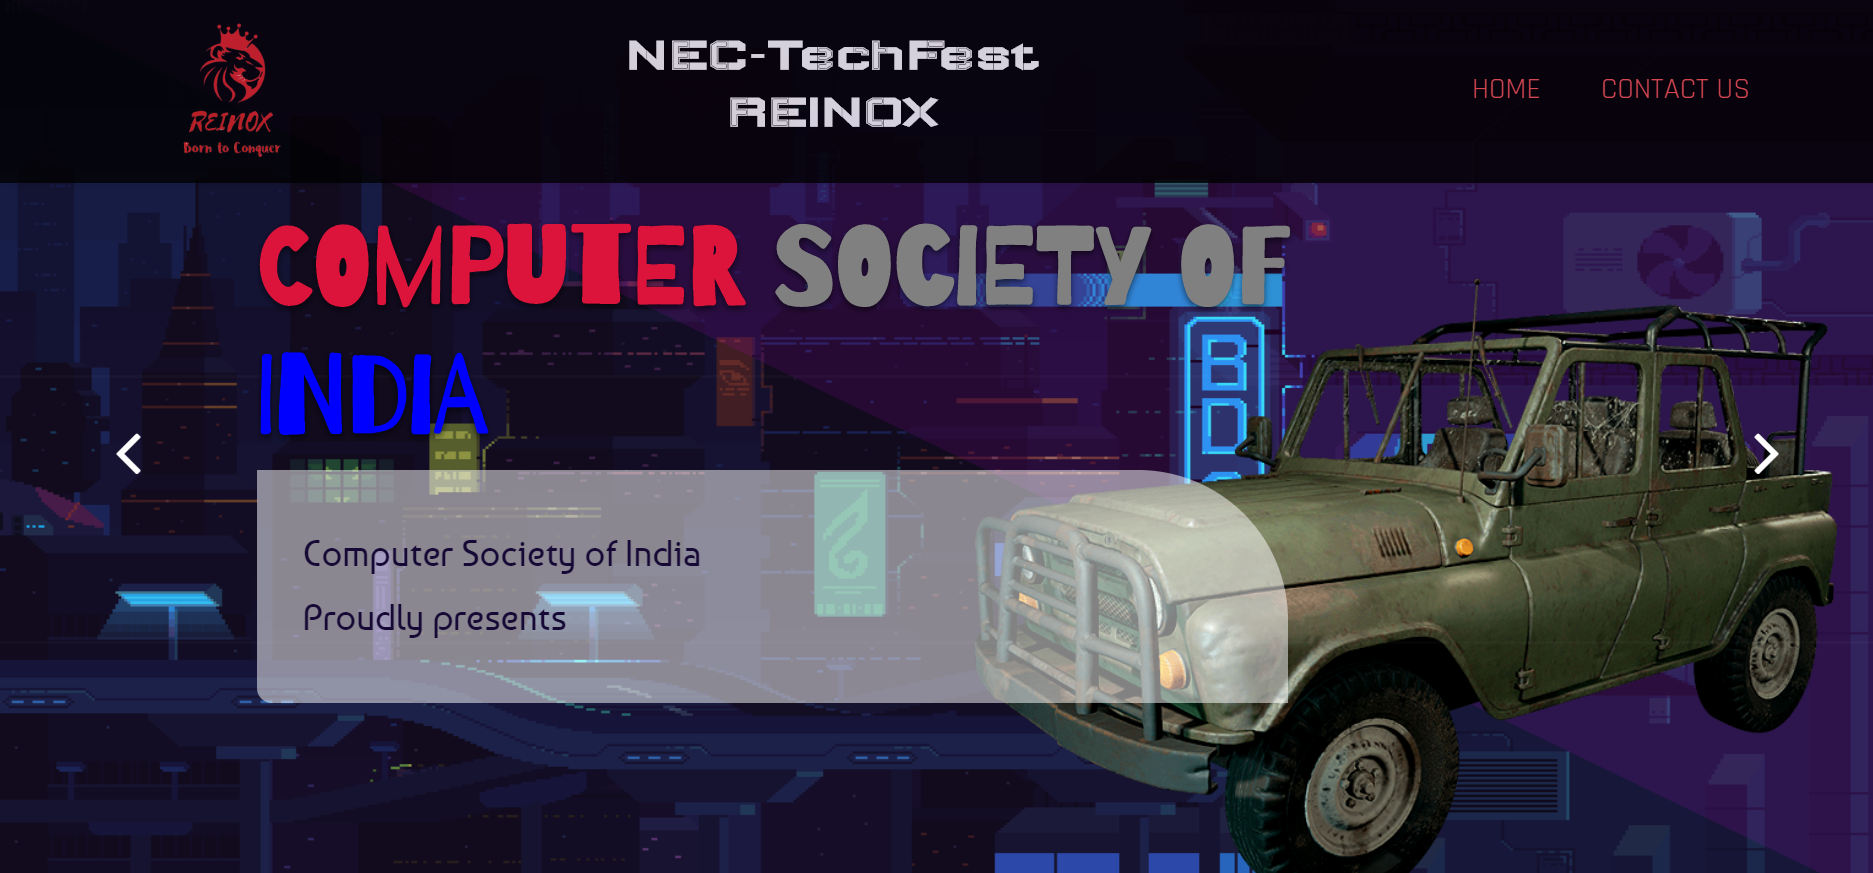 REINOX
Born to Conquer
NEC-TechFest
REINOX
HOME
CONTACT US
COMPUTER SOCIETY OF
INDIA
Computer Society of India
Proudly presents